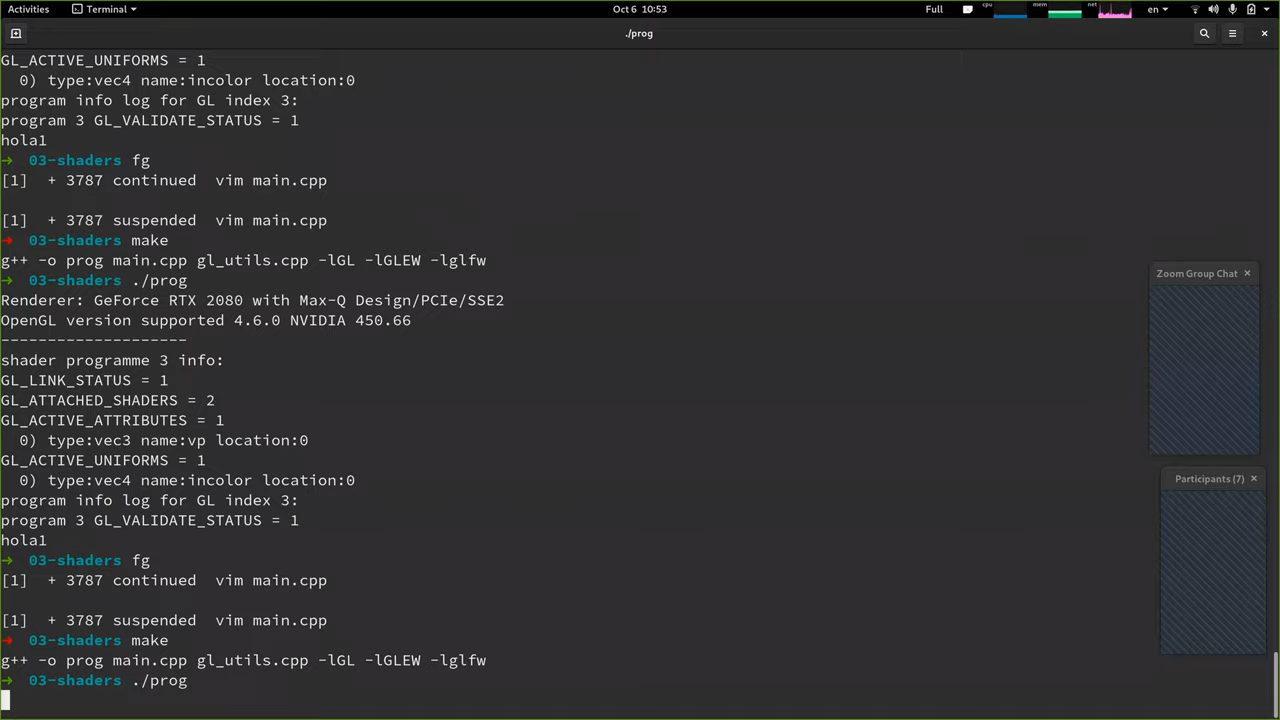 Activities Terminal Oct 6 10:53 Full cpu mem net en
./prog
GL_ACTIVE_UNIFORMS = 1
0) type:vec4 name:incolor location:0
program info log for GL index 3:
program 3 GL_VALIDATE_STATUS = 1
hola1
→ 03-shaders fg
[1] + 3787 continued vim main.cpp
[1] + 3787 suspended vim main.cpp
→ 03-shaders make
g++ -o prog main.cpp gl_utils.cpp -lGL -lGLEW -lglfw
→ 03-shaders ./prog
Renderer: GeForce RTX 2080 with Max-Q Design/PCIe/SSE2
OpenGL version supported 4.6.0 NVIDIA 450.66
--------------------
shader programme 3 info:
GL_LINK_STATUS = 1
GL_ATTACHED_SHADERS = 2
GL_ACTIVE_ATTRIBUTES = 1
0) type:vec3 name:vp location:0
GL_ACTIVE_UNIFORMS = 1
0) type:vec4 name:incolor location:0
program info log for GL index 3:
program 3 GL_VALIDATE_STATUS = 1
hola1
→ 03-shaders fg
[1] + 3787 continued vim main.cpp
[1] + 3787 suspended vim main.cpp
→ 03-shaders make
g++ -o prog main.cpp gl_utils.cpp -lGL -lGLEW -lglfw
→ 03-shaders ./prog
Zoom Group Chat
Participants (7)